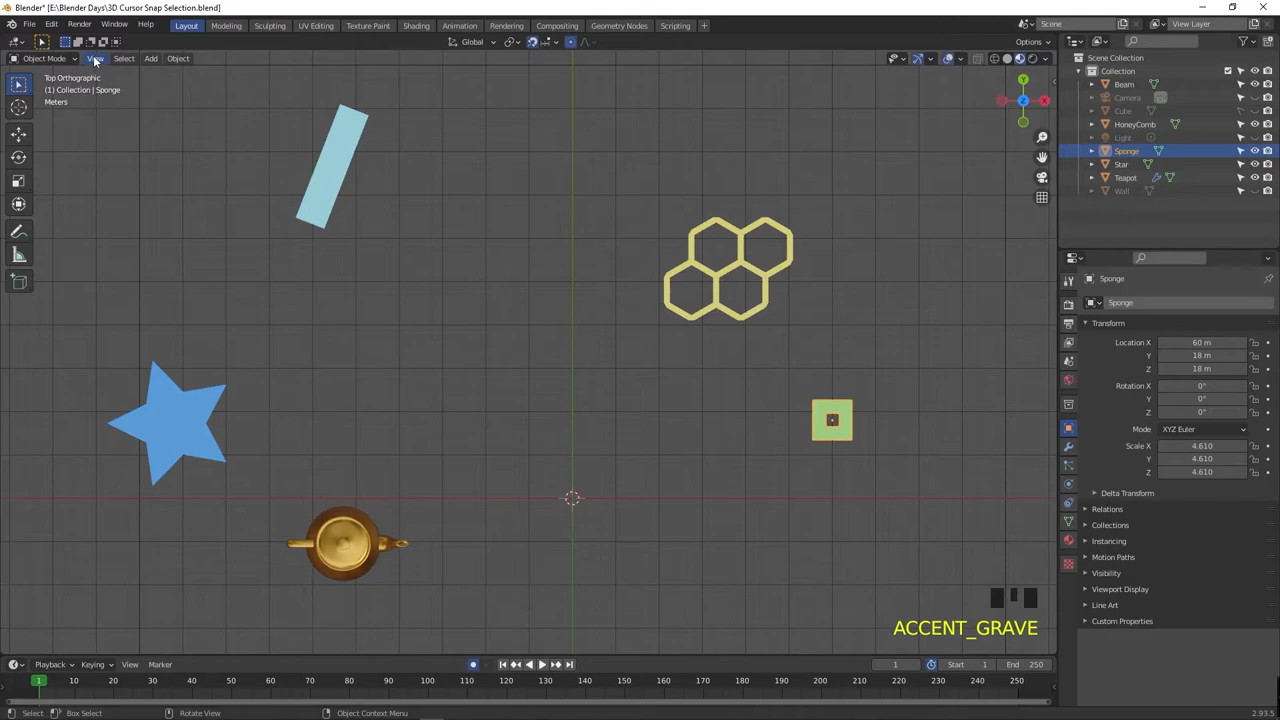 Blender* [E:\Blender Days\3D Cursor Snap Selection.blend]
File Edit Render Window Help Layout Modeling Sculpting UV Editing Texture Paint Shading Animation Rendering Compositing Geometry Nodes Scripting + Scene View Layer
Global Options
Object Mode View Select Add Object
Top Orthographic
(1) Collection | Sponge
Meters
Z X Y
Scene Collection
Collection
Beam
Camera
Cube
HoneyComb
Light
Sponge
Star
Teapot
Wall
Sponge
Sponge
Transform
Location X 60 m
Y 18 m
Z 18 m
Rotation X 0°
Y 0°
Z 0°
Mode XYZ Euler
Scale X 4.610
Y 4.610
Z 4.610
Delta Transform
Relations
Collections
Instancing
Motion Paths
Visibility
Viewport Display
Line Art
Custom Properties
ACCENT_GRAVE
Playback Keying View Marker 1 Start 1 End 250
1 10 20 30 40 50 60 70 80 90 100 110 120 130 140 150 160 170 180 190 200 210 220 230 240 250
Select Box Select Rotate View Object Context Menu 2.93.5